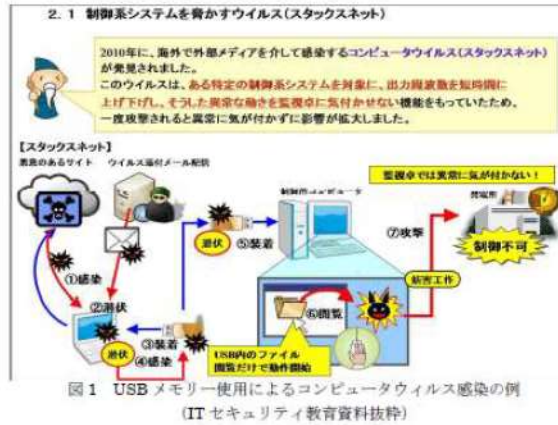 2. 1 制御系システムを脅かすウイルス(スタックスネット)
2010年に、海外で外部メディアを介して感染するコンピュータウイルス(スタックスネット)
が発見されました。
このウイルスは、ある特定の制御系システムを対象に、出力周波数を短時間に
上げ下げし、そうした異常な動きを監視卓に気付かせない機能をもっていたため、
一度攻撃されると異常に気が付かずに影響が拡大しました。
【スタックスネット】
悪意のあるサイト
ウイルス添付メール配信
監視卓では異常に気が付かない!
制御用コンピュータ
発電所
制御不可
潜伏
⑤装着
⑦攻撃
①感染
②潜伏
③装着
④感染
潜伏
⑥閲覧
妨害工作
USB内のファイル
閲覧だけで動作開始
図 1 USB メモリー使用によるコンピュータウィルス感染の例
(IT セキュリティ教育資料抜粋)